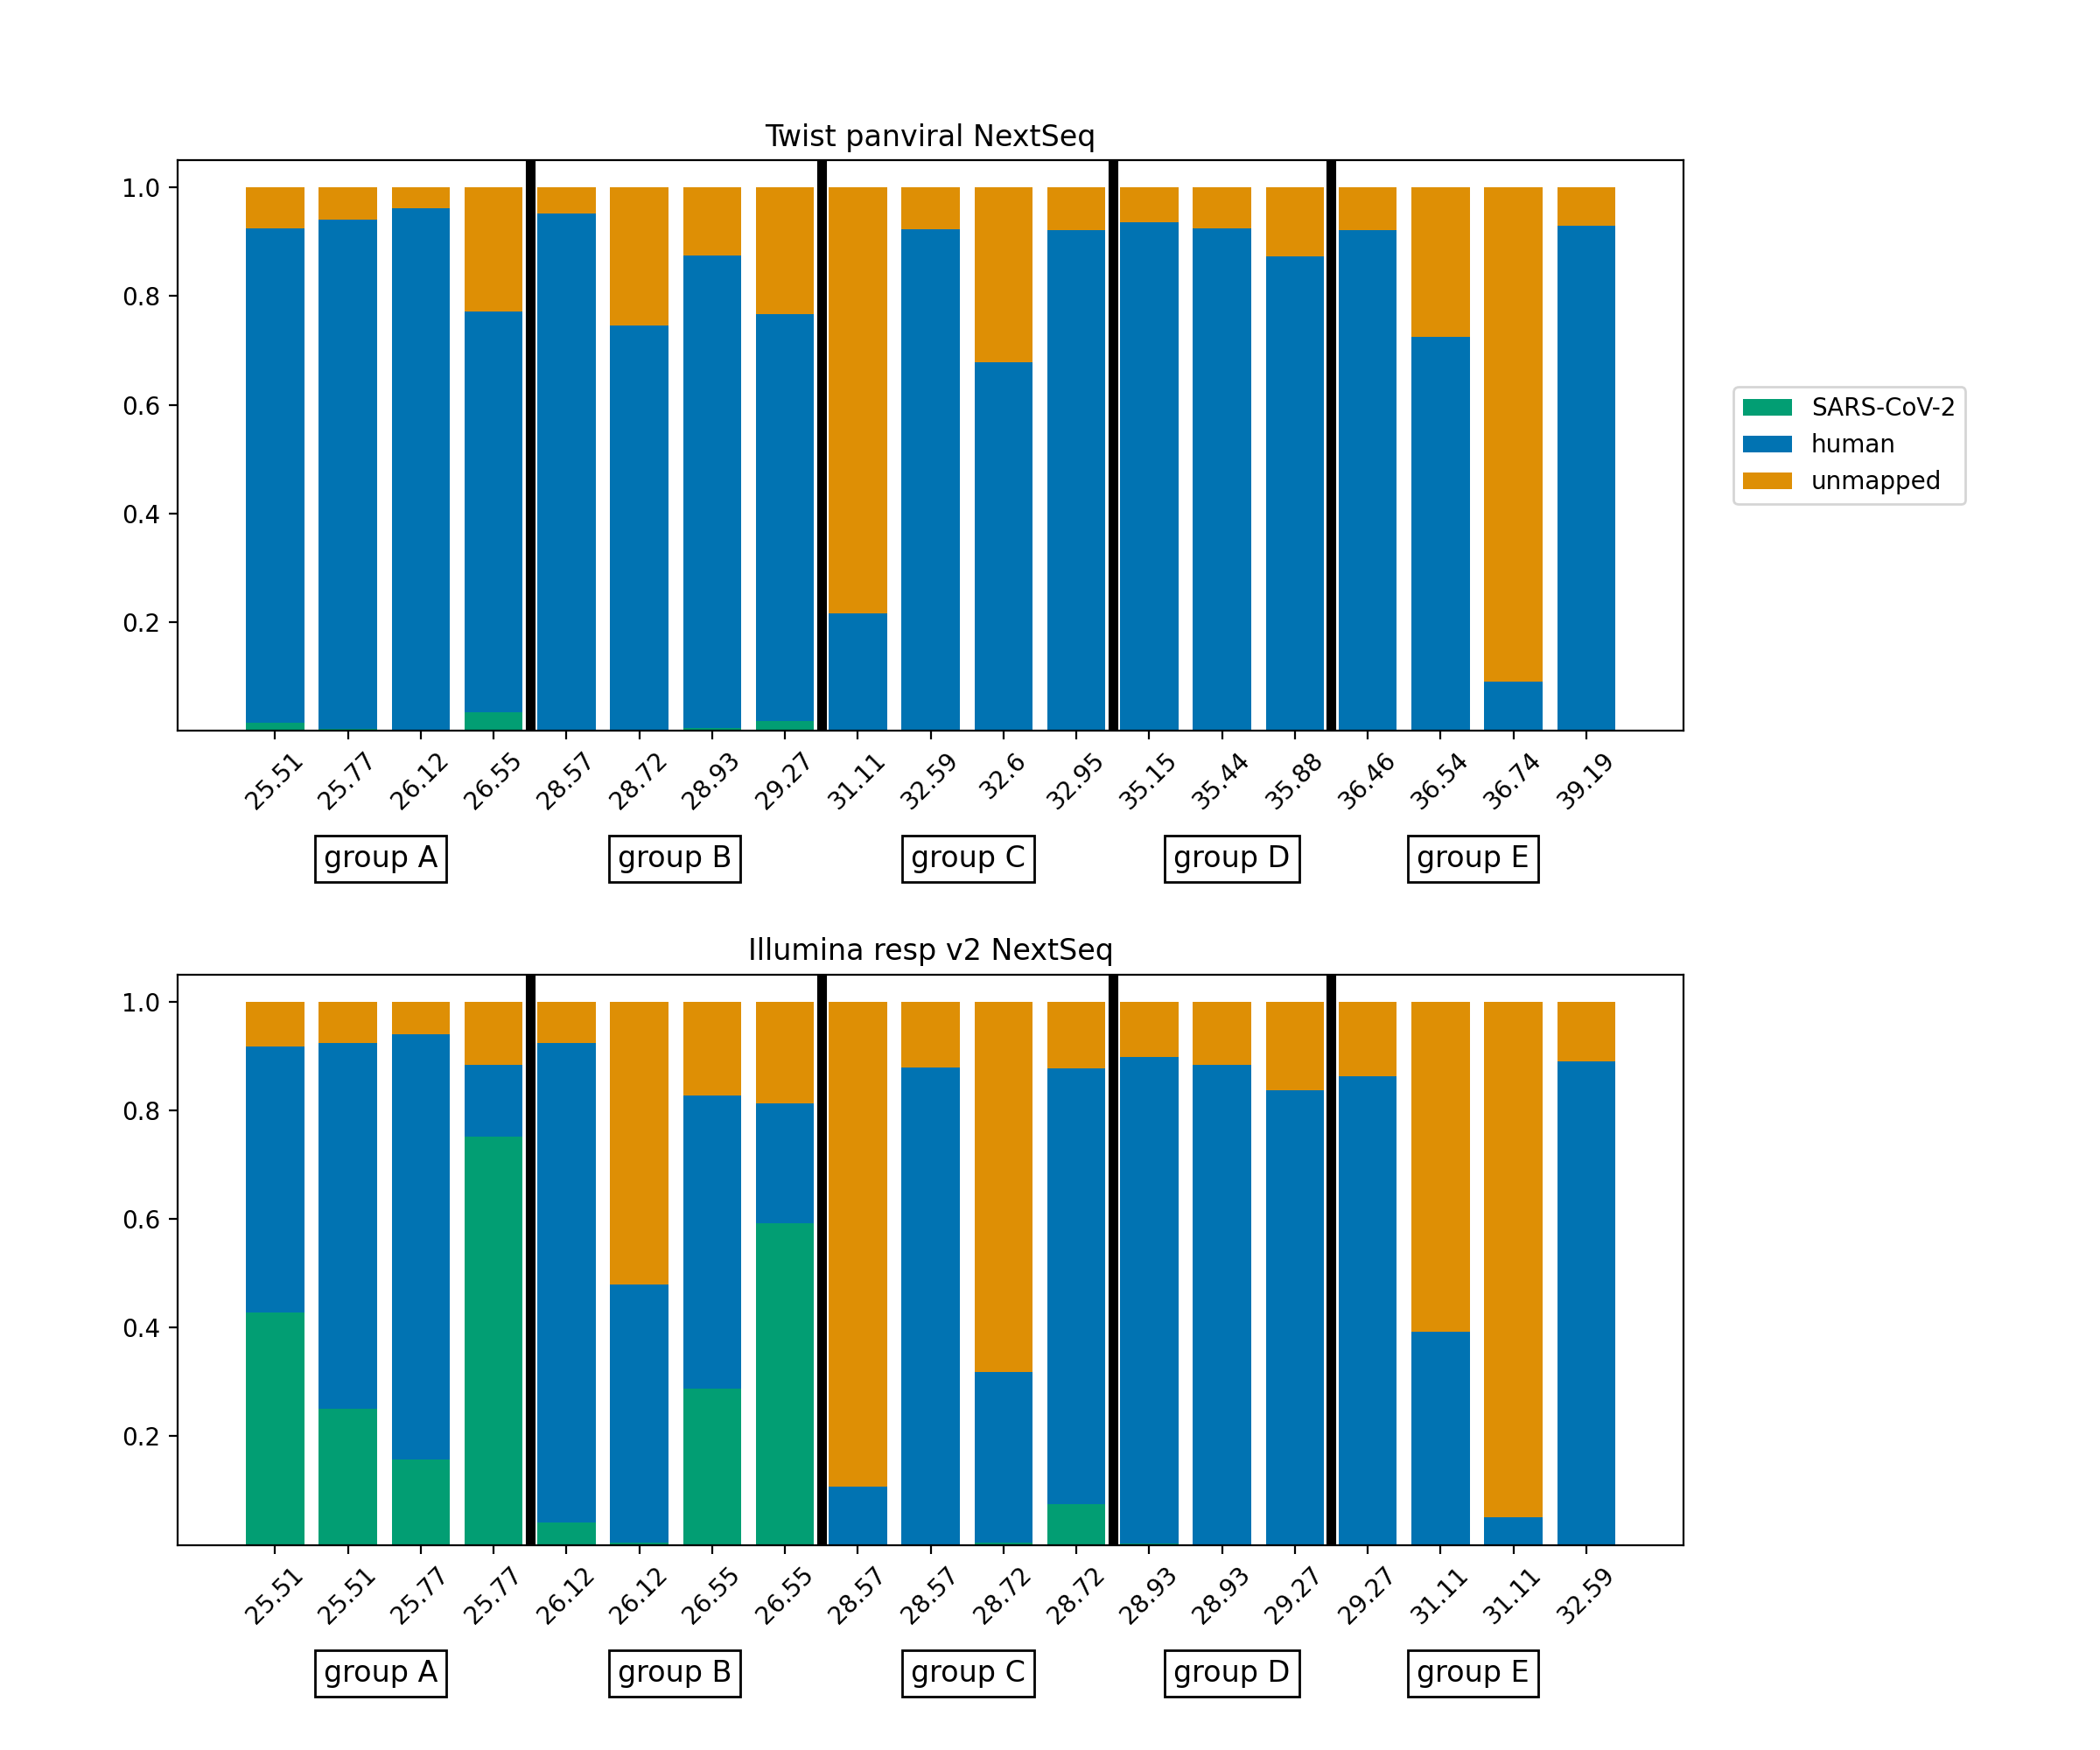 Twist panviral NextSeq
1.0
0.8
0.6
0.4
0.2
25.51 25.77 26.12 26.55 28.57 28.72 28.93 29.27 31.11 32.59 32.6 32.95 35.15 35.44 35.88 36.46 36.54 36.74 39.19
group A group B group C group D group E
SARS-CoV-2
human
unmapped
Illumina resp v2 NextSeq
1.0
0.8
0.6
0.4
0.2
25.51 25.51 25.77 25.77 26.12 26.12 26.55 26.55 28.57 28.57 28.72 28.72 28.93 28.93 29.27 29.27 31.11 31.11 32.59
group A group B group C group D group E